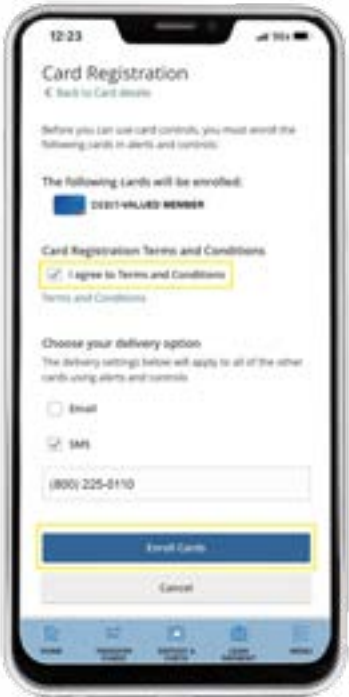 12:23
Card Registration
Back to Card details
Before you can use card controls, you must enroll the
following cards in alerts and controls:
The following cards will be enrolled:
DEBIT-VALUED MEMBER
Card Registration Terms and Conditions
I agree to Terms and Conditions
Terms and Conditions
Choose your delivery option
The delivery settings below will apply to all of the other
cards using alerts and controls
Email
SMS
(800) 225-0110
Enroll Cards
Cancel
HOME
MENU